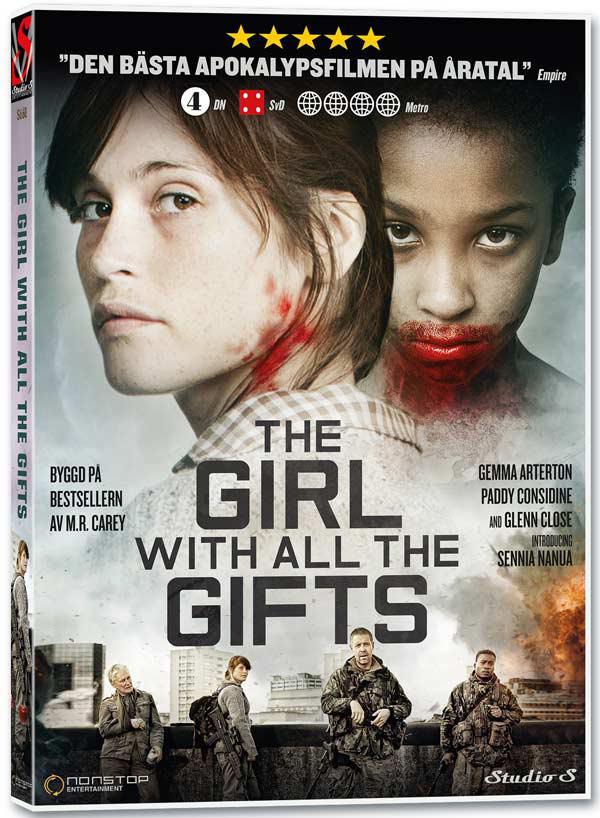 "DEN BÄSTA APOKALYPSFILMEN PÅ ÅRATAL" Empire
4 DN SvD Metro
Studio S
THE GIRL WITH ALL THE GIFTS
THE
GIRL
WITH ALL THE
GIFTS
BYGGD PÅ
BESTSELLERN
AV M.R. CAREY
GEMMA ARTERTON
PADDY CONSIDINE
AND GLENN CLOSE
INTRODUCING
SENNIA NANUA
NONSTOP
ENTERTAINMENT
Studio S